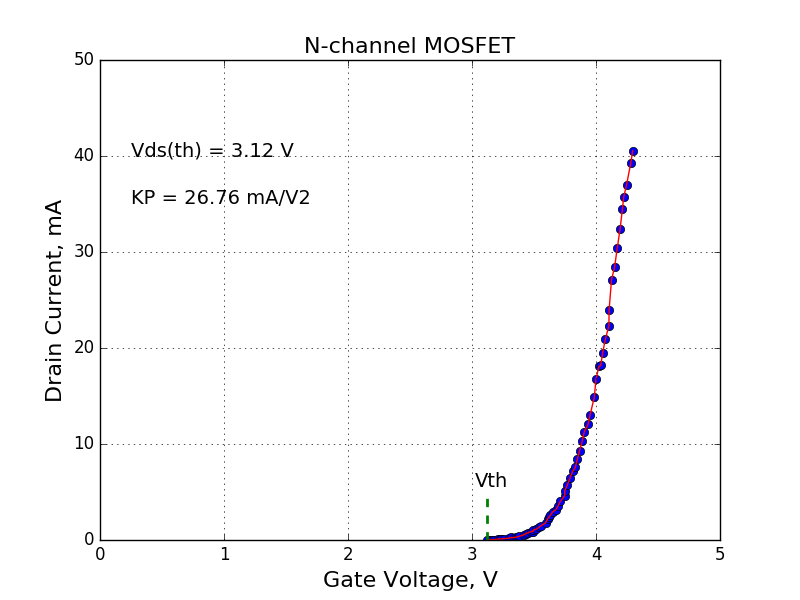 N-channel MOSFET
50
40
30
20
10
0
Drain Current, mA
Vds(th) = 3.12 V
KP = 26.76 mA/V2
Vth
0 1 2 3 4 5
Gate Voltage, V